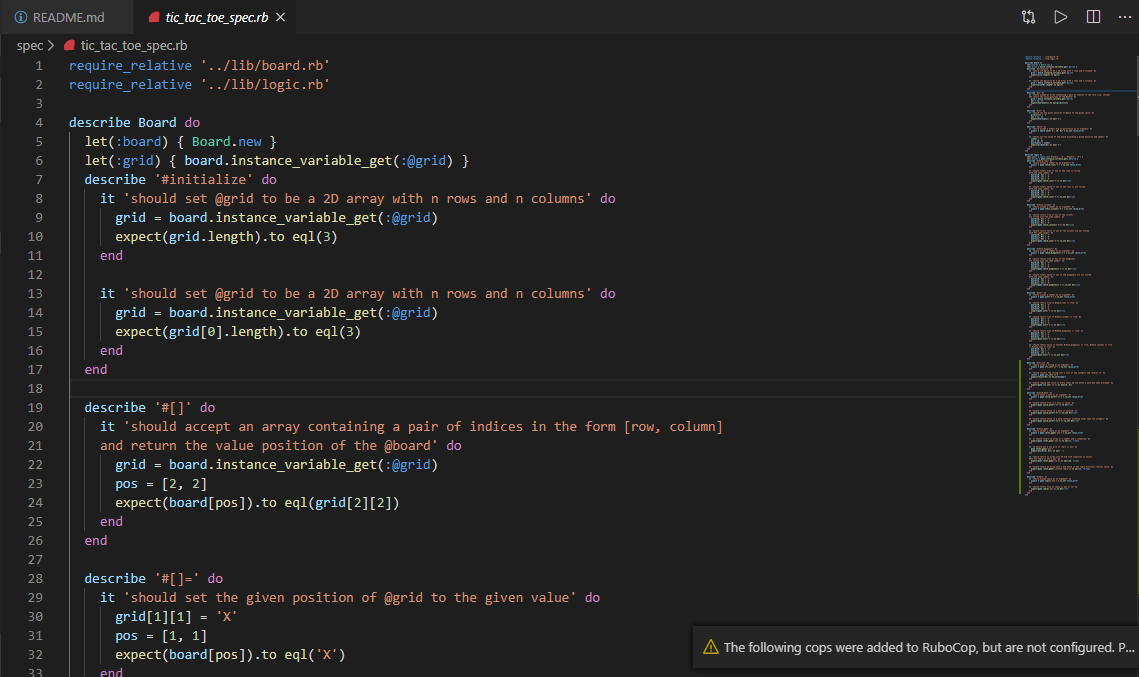 README.md
tic_tac_toe_spec.rb
spec > tic_tac_toe_spec.rb
1 require_relative '../lib/board.rb'
2 require_relative '../lib/logic.rb'
3
4 describe Board do
5 let(:board) { Board.new }
6 let(:grid) { board.instance_variable_get(:@grid) }
7 describe '#initialize' do
8 it 'should set @grid to be a 2D array with n rows and n columns' do
9 grid = board.instance_variable_get(:@grid)
10 expect(grid.length).to eql(3)
11 end
12
13 it 'should set @grid to be a 2D array with n rows and n columns' do
14 grid = board.instance_variable_get(:@grid)
15 expect(grid[0].length).to eql(3)
16 end
17 end
18
19 describe '#[]' do
20 it 'should accept an array containing a pair of indices in the form [row, column]
21 and return the value position of the @board' do
22 grid = board.instance_variable_get(:@grid)
23 pos = [2, 2]
24 expect(board[pos]).to eql(grid[2][2])
25 end
26 end
27
28 describe '#[]=' do
29 it 'should set the given position of @grid to the given value' do
30 grid[1][1] = 'X'
31 pos = [1, 1]
32 expect(board[pos]).to eql('X')
33 end
The following cops were added to RuboCop, but are not configured. P...